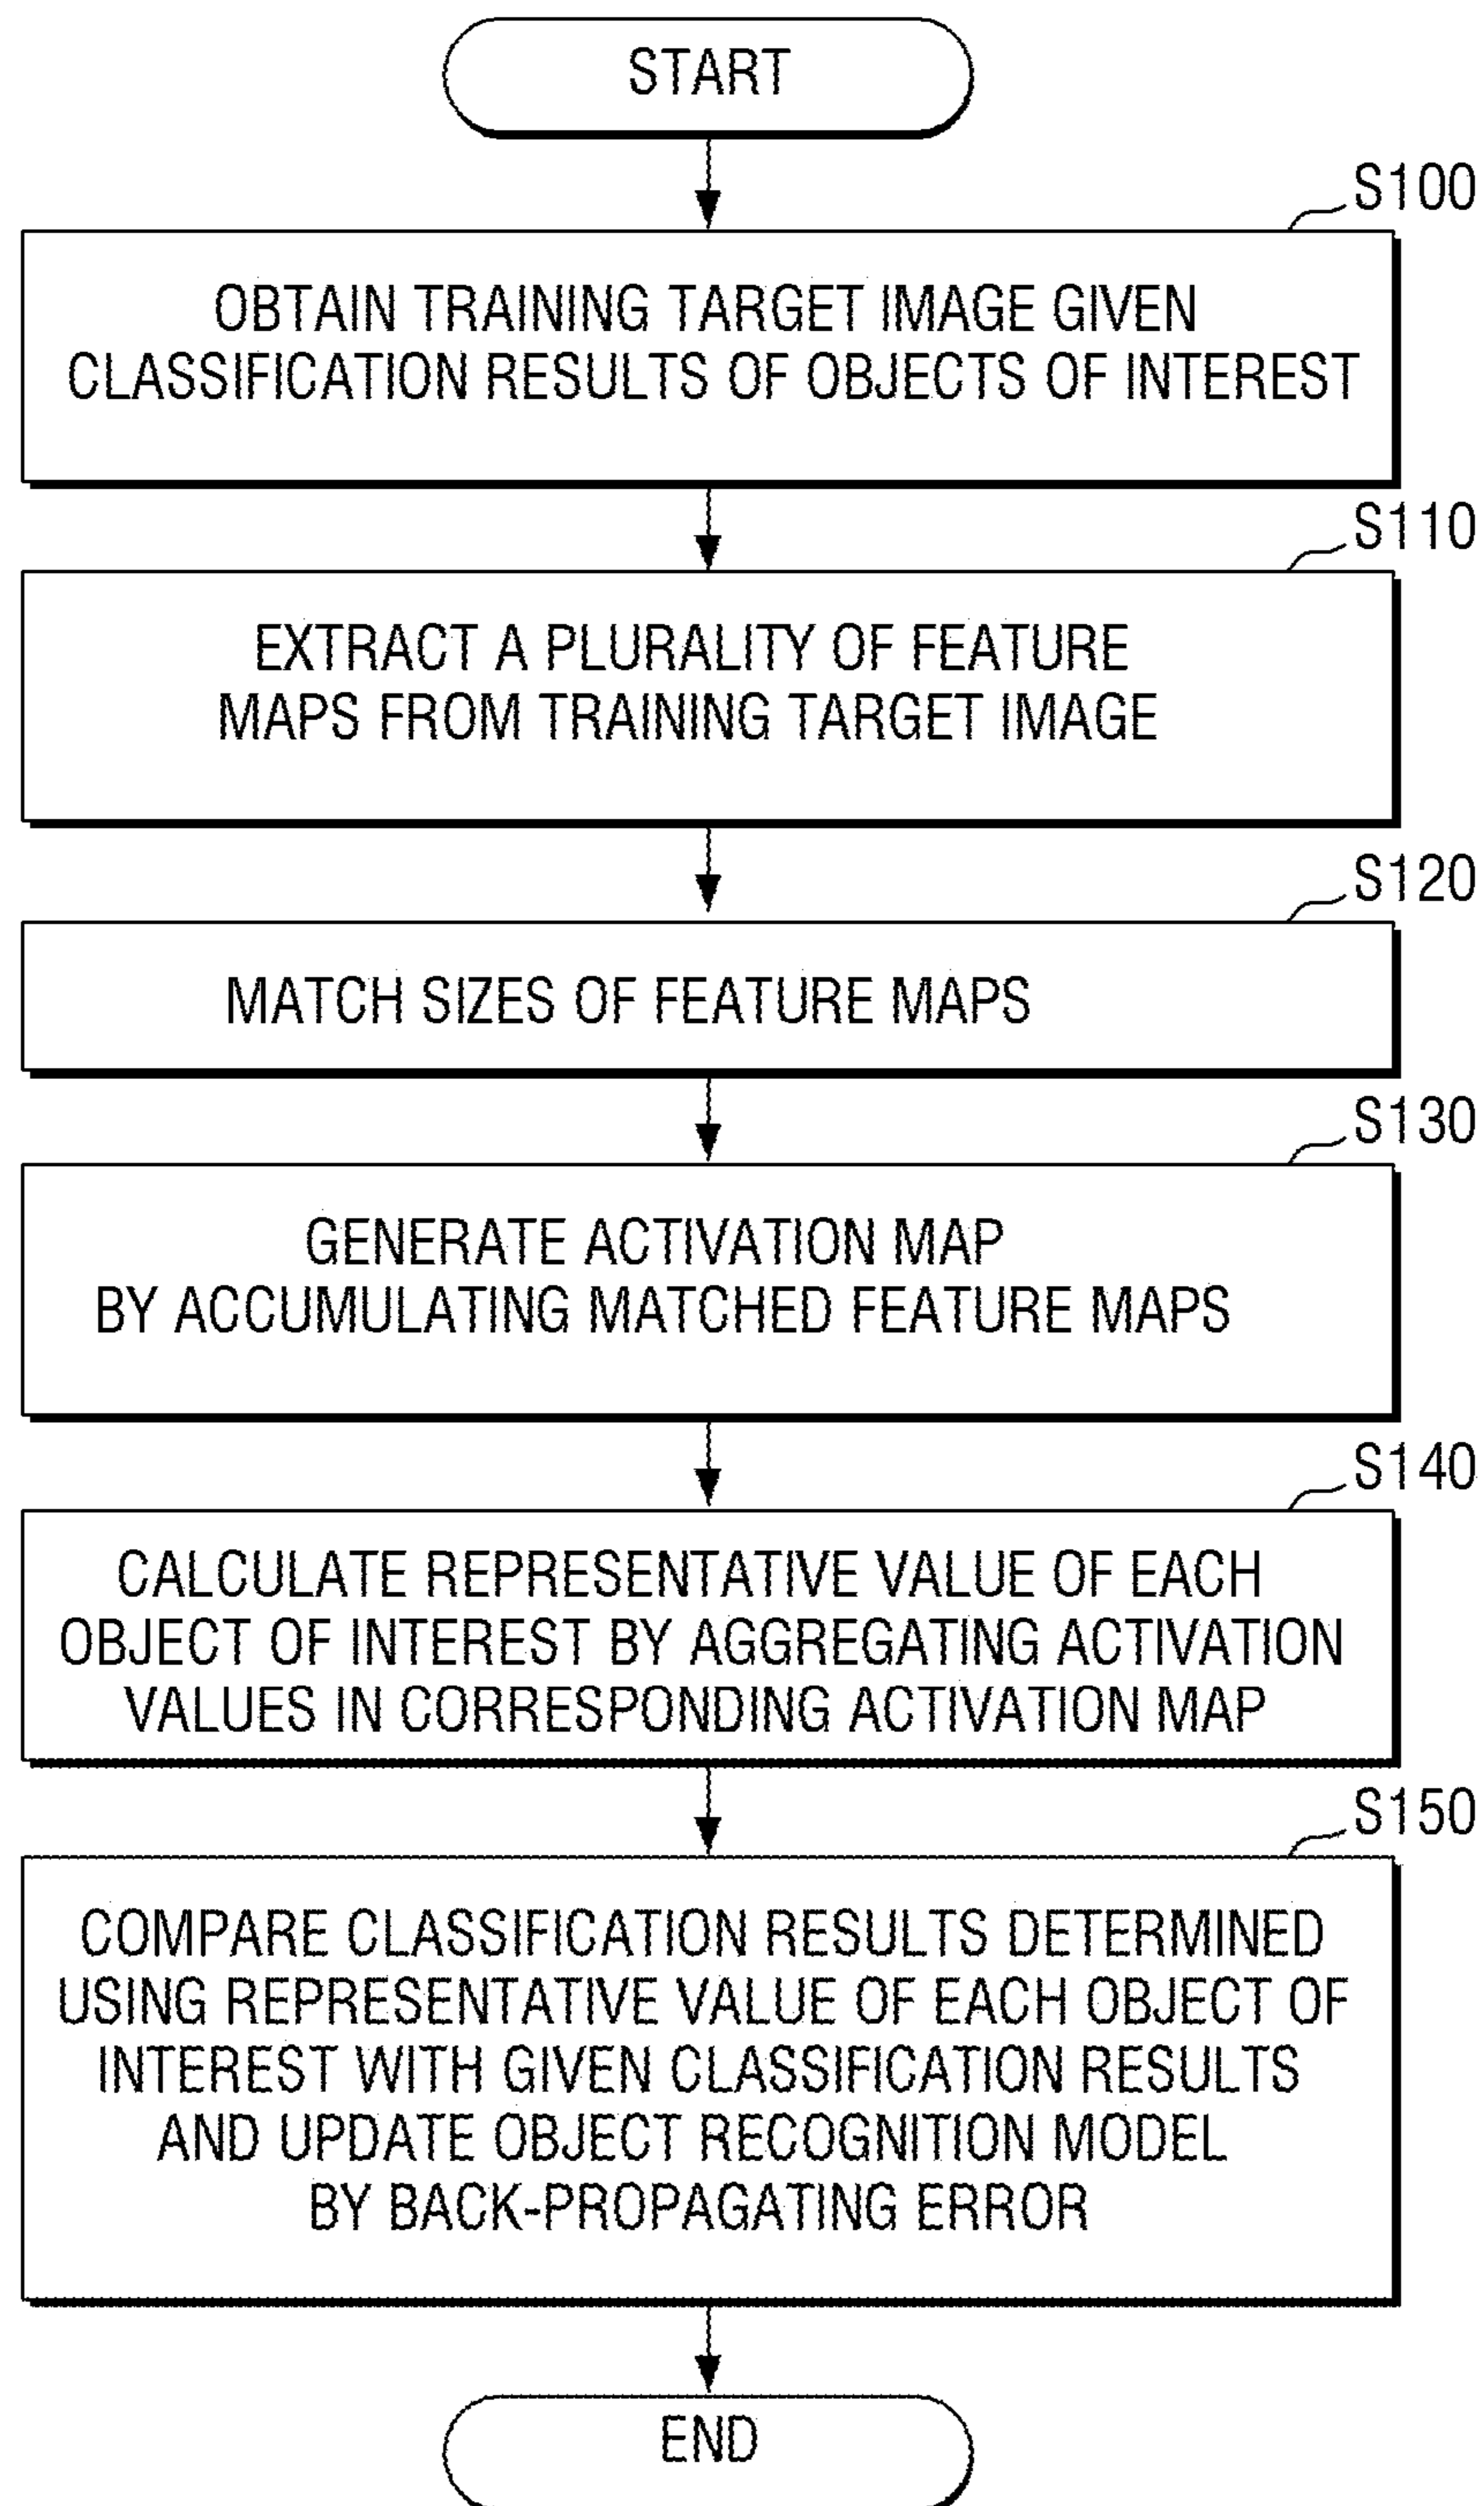 START
S100
OBTAIN TRAINING TARGET IMAGE GIVEN
CLASSIFICATION RESULTS OF OBJECTS OF INTEREST
S110
EXTRACT A PLURALITY OF FEATURE
MAPS FROM TRAINING TARGET IMAGE
S120
MATCH SIZES OF FEATURE MAPS
S130
GENERATE ACTIVATION MAP
BY ACCUMULATING MATCHED FEATURE MAPS
S140
CALCULATE REPRESENTATIVE VALUE OF EACH
OBJECT OF INTEREST BY AGGREGATING ACTIVATION
VALUES IN CORRESPONDING ACTIVATION MAP
S150
COMPARE CLASSIFICATION RESULTS DETERMINED
USING REPRESENTATIVE VALUE OF EACH OBJECT OF
INTEREST WITH GIVEN CLASSIFICATION RESULTS
AND UPDATE OBJECT RECOGNITION MODEL
BY BACK-PROPAGATING ERROR
END